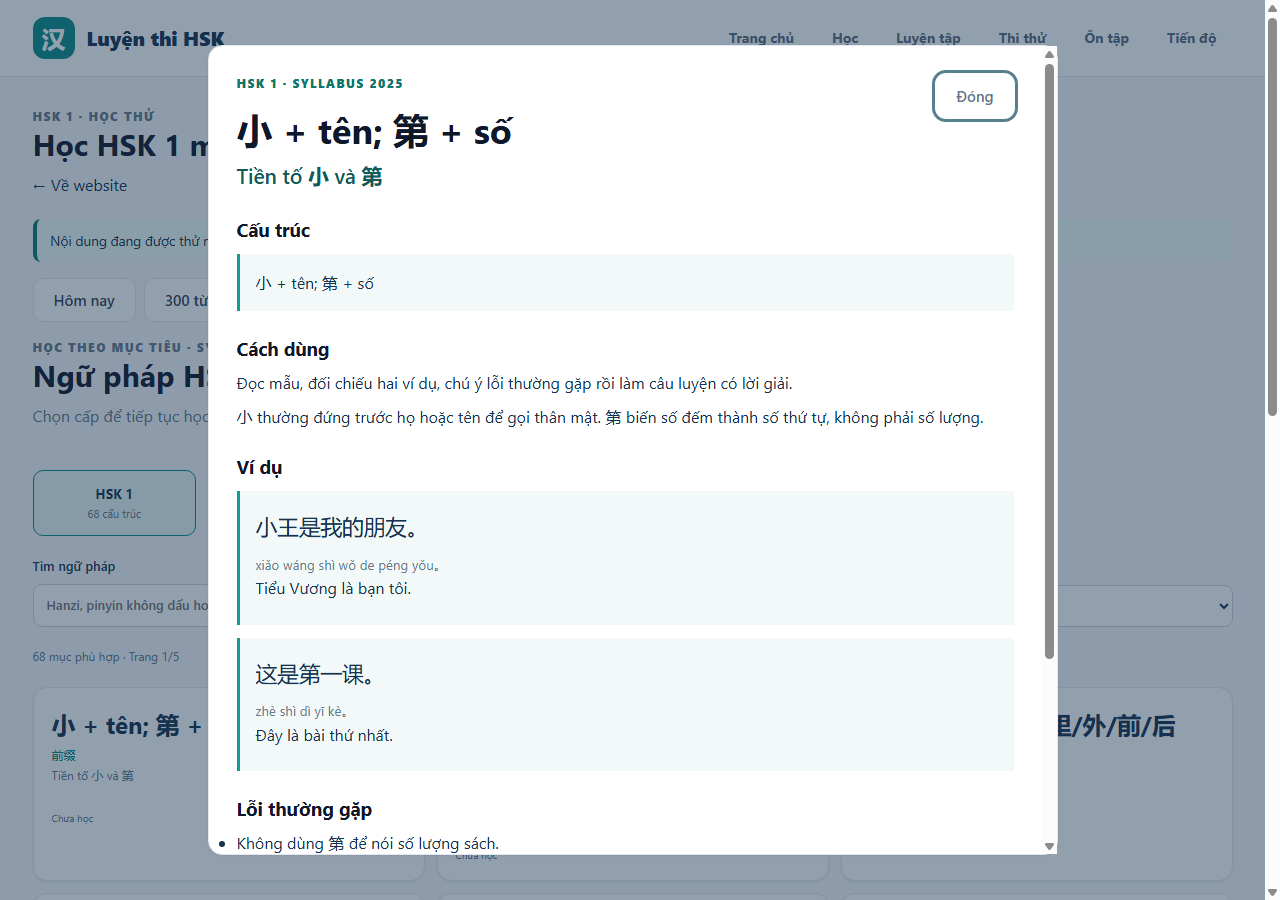 汉 Luyện thi HSK
Trang chủ Học Luyện tập Thi thử Ôn tập Tiến độ
HSK 1 · HỌC THỬ
Học HSK 1 m
← Về website
Nội dung đang được thử n
Hôm nay 300 từ
HỌC THEO MỤC TIÊU · SY
Ngữ pháp H
Chọn cấp để tiếp tục học
HSK 1
68 cấu trúc
Tìm ngữ pháp
Hanzi, pinyin không dấu ho
68 mục phù hợp · Trang 1/5
小 + tên; 第 +
前缀
Tiền tố 小 và 第
Chưa học
HSK 1 · SYLLABUS 2025
Đóng
小 + tên; 第 + số
Tiền tố 小 và 第
Cấu trúc
小 + tên; 第 + số
Cách dùng
Đọc mẫu, đối chiếu hai ví dụ, chú ý lỗi thường gặp rồi làm câu luyện có lời giải.
小 thường đứng trước họ hoặc tên để gọi thân mật. 第 biến số đếm thành số thứ tự, không phải số lượng.
Ví dụ
小王是我的朋友。
xiǎo wáng shì wǒ de péng yǒu。
Tiểu Vương là bạn tôi.
这是第一课。
zhè shì dì yī kè。
Đây là bài thứ nhất.
Lỗi thường gặp
Không dùng 第 để nói số lượng sách.
Chưa học
里/外/前/后